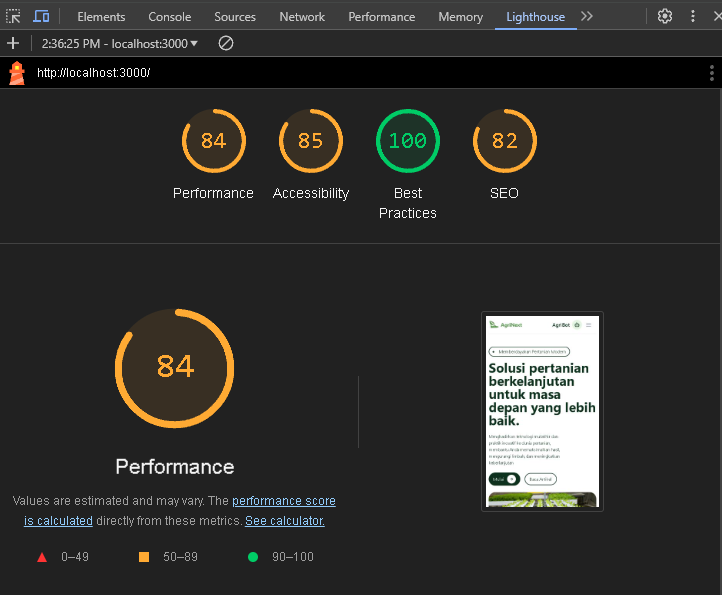 Elements Console Sources Network Performance Memory Lighthouse
2:36:25 PM - localhost:3000
http://localhost:3000/
84 85 100 82
Performance Accessibility Best Practices SEO
84
Performance
Values are estimated and may vary. The performance score
is calculated directly from these metrics. See calculator.
0–49 50–89 90–100
AgriNext AgriBot
Memberdayakan Pertanian Modern
Solusi pertanian
berkelanjutan
untuk masa
depan yang lebih
baik.
Mulai Baca Artikel